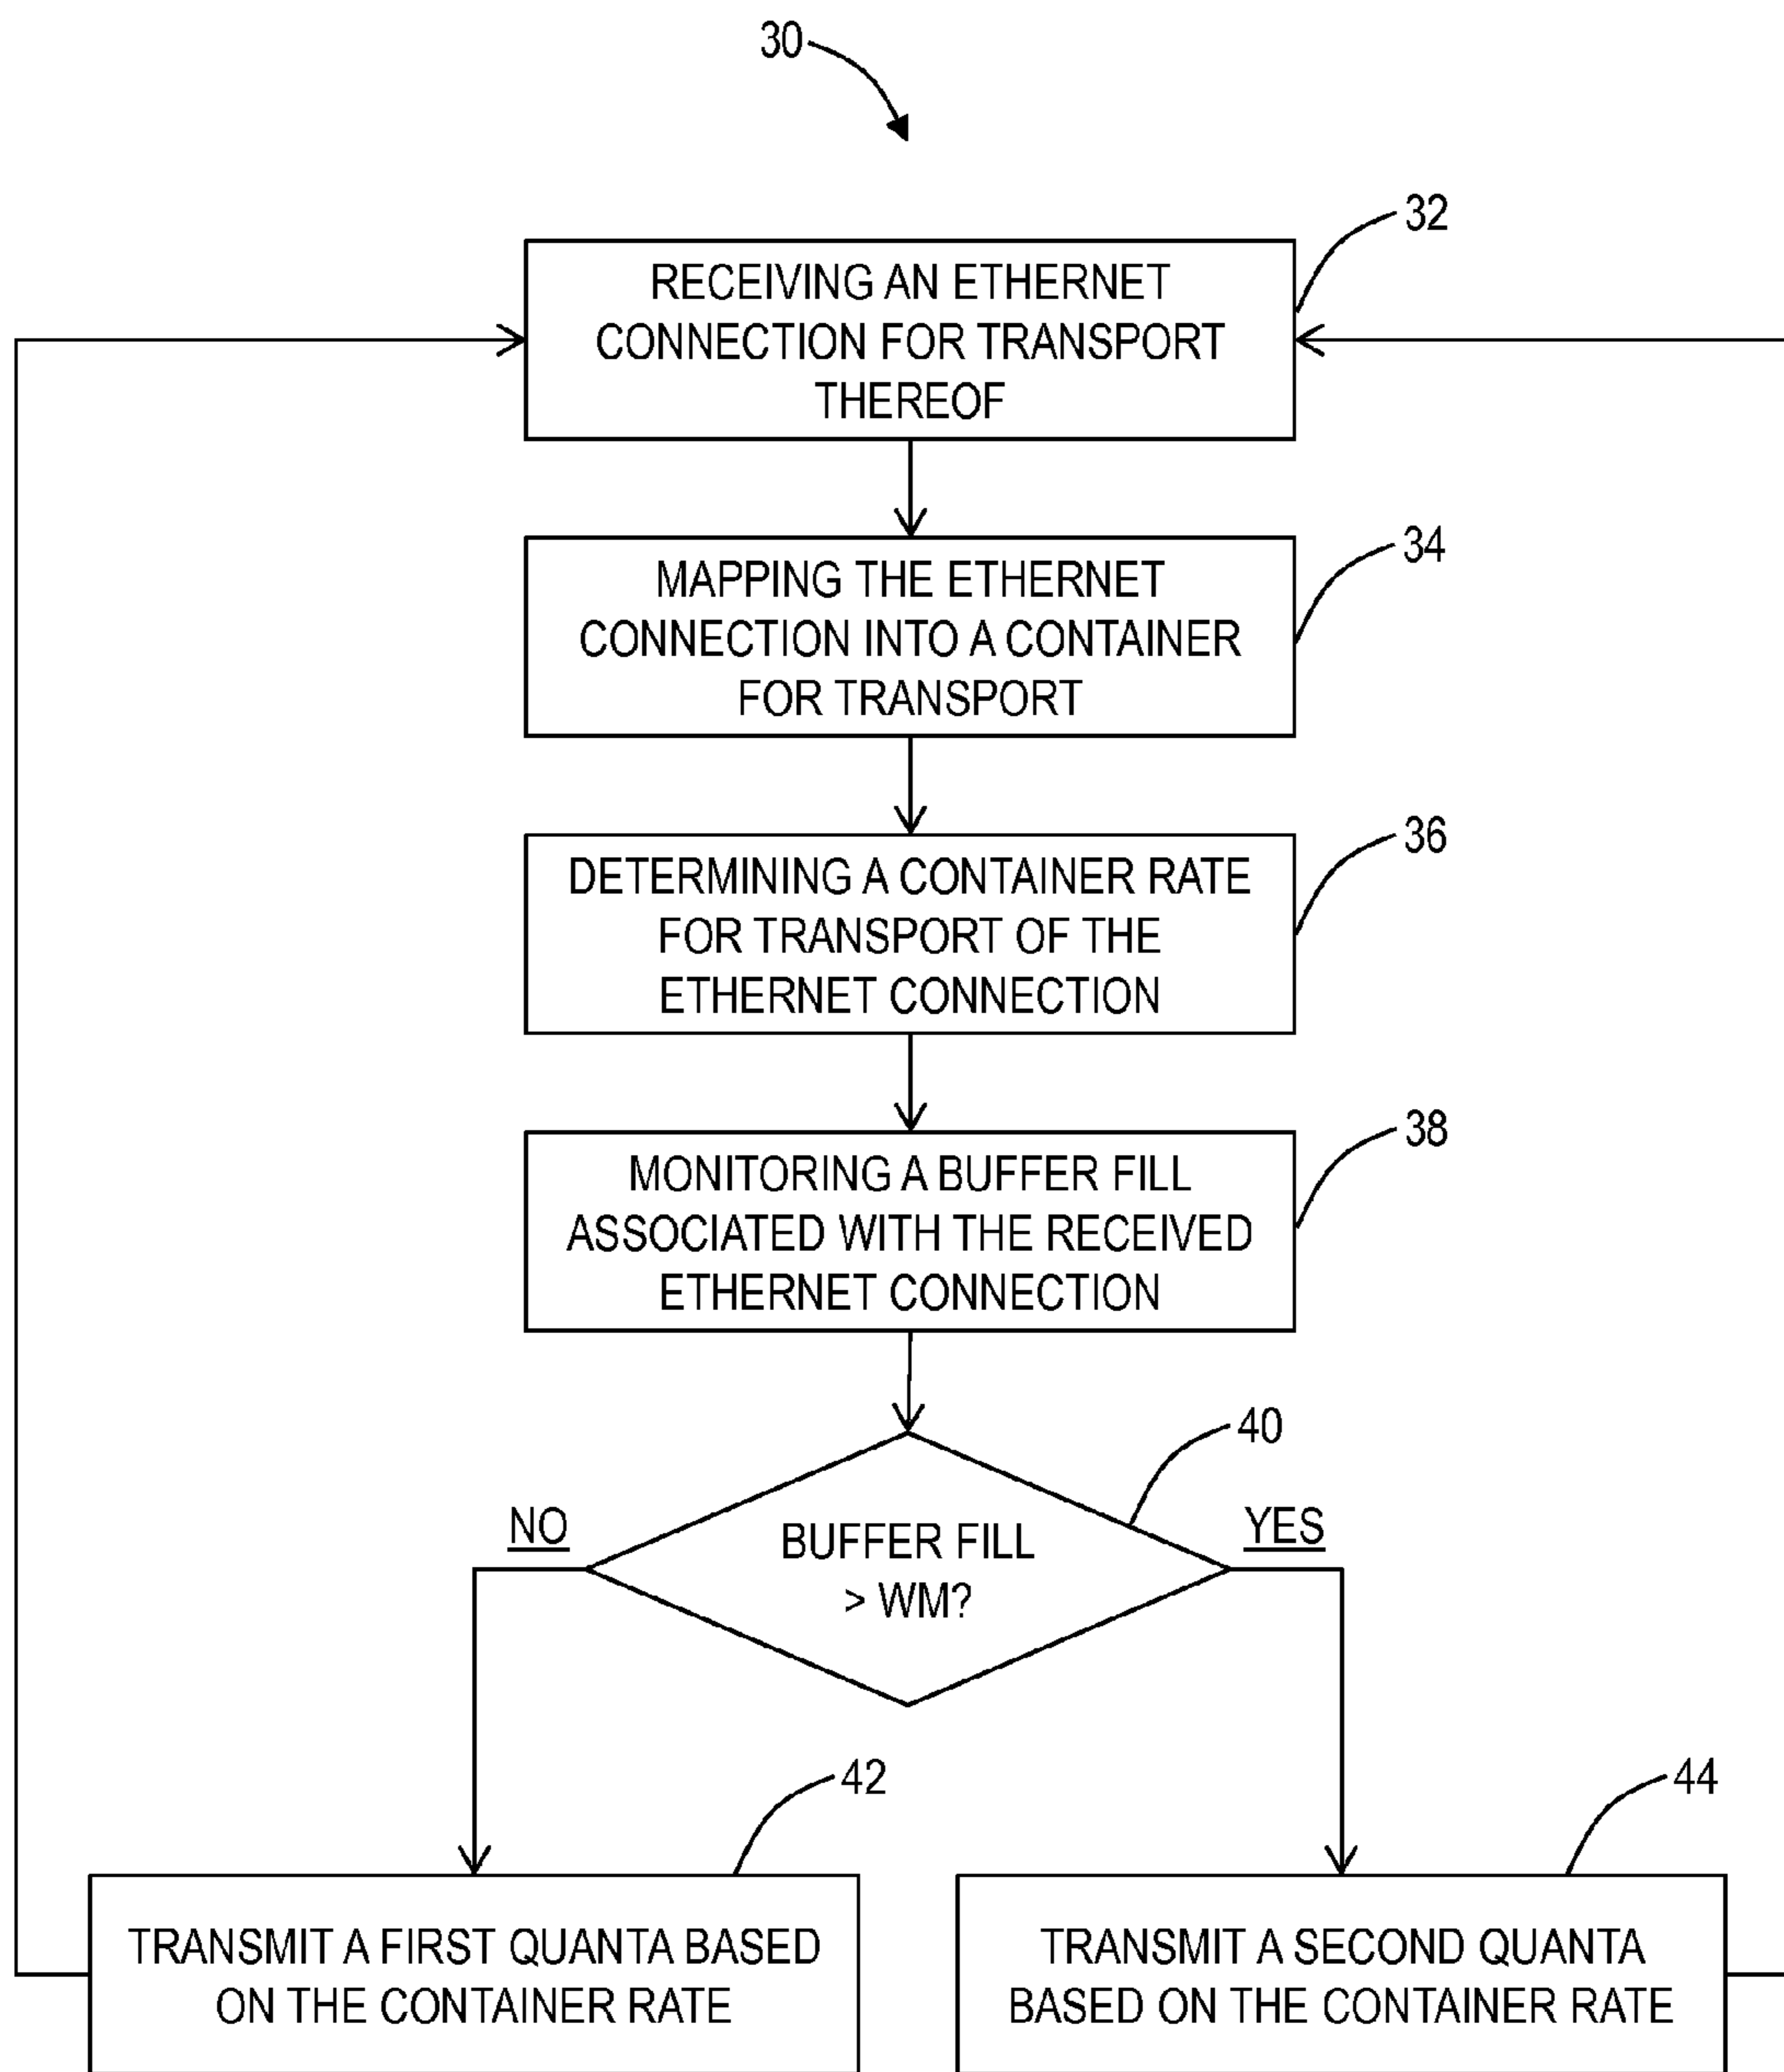 30
32
RECEIVING AN ETHERNET
CONNECTION FOR TRANSPORT
THEREOF
34
MAPPING THE ETHERNET
CONNECTION INTO A CONTAINER
FOR TRANSPORT
36
DETERMINING A CONTAINER RATE
FOR TRANSPORT OF THE
ETHERNET CONNECTION
38
MONITORING A BUFFER FILL
ASSOCIATED WITH THE RECEIVED
ETHERNET CONNECTION
40
NO
YES
BUFFER FILL
> WM?
42
44
TRANSMIT A FIRST QUANTA BASED
ON THE CONTAINER RATE
TRANSMIT A SECOND QUANTA
BASED ON THE CONTAINER RATE